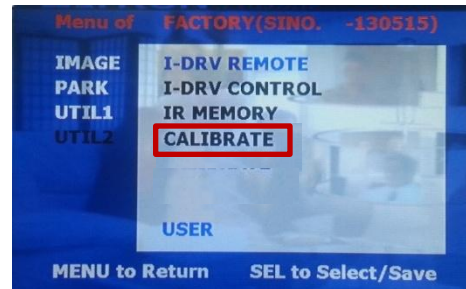 Menu of FACTORY(SINO. -130515)
IMAGE I-DRV REMOTE
PARK I-DRV CONTROL
UTIL1 IR MEMORY
UTIL2 CALIBRATE
USER
MENU to Return SEL to Select/Save